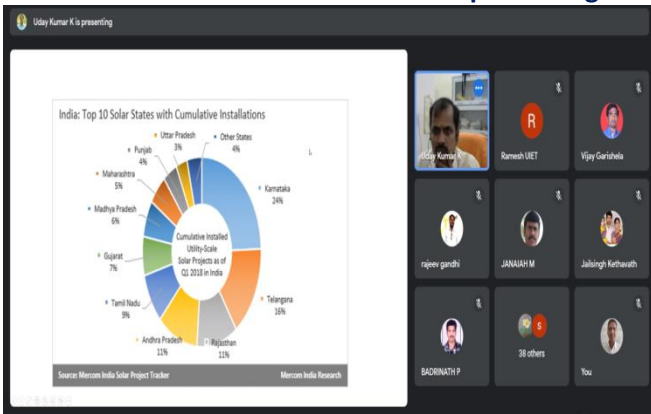 Uday Kumar K is presenting
India: Top 10 Solar States with Cumulative Installations
Uttar Pradesh
3%
Other States
4%
Punjab
4%
Maharashtra
5%
Karnataka
24%
Madhya Pradesh
6%
Cumulative Installed
Utility-Scale
Solar Projects as of
Q1 2018 in India
Gujarat
7%
Tamil Nadu
9%
Telangana
16%
Andhra Pradesh
11%
Rajasthan
11%
Source: Mercom India Solar Project Tracker
Mercom India Research
Uday Kumar K
R
Ramesh UIET
Vijay Garishela
rajeev gandhi
JANAIAH M
Jailsingh Kethavath
BADRINATH P
S
38 others
You